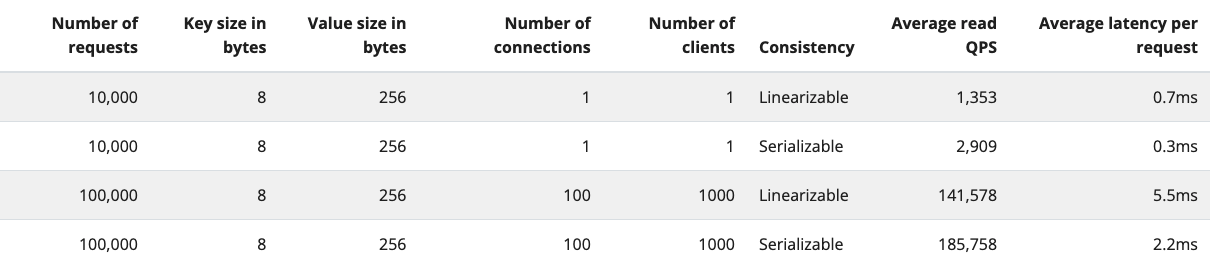 Number of requests Key size in bytes Value size in bytes Number of connections Number of clients Consistency Average read QPS Average latency per request
10,000 8 256 1 1 Linearizable 1,353 0.7ms
10,000 8 256 1 1 Serializable 2,909 0.3ms
100,000 8 256 100 1000 Linearizable 141,578 5.5ms
100,000 8 256 100 1000 Serializable 185,758 2.2ms